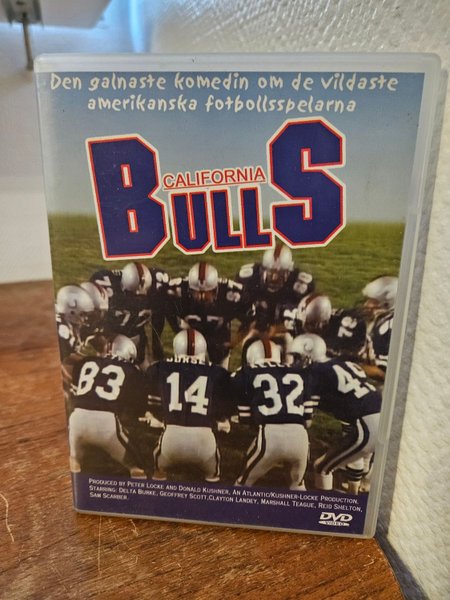 Den galnaste komedin om de vildaste
amerikanska fotbollsspelarna
CALIFORNIA
BULLS
83 14 32
PRODUCED BY PETER LOCKE AND DONALD KUSHNER, AN ATLANTIC/KUSHNER-LOCKE PRODUCTION.
STARRING: DELTA BURKE, GEOFFREY SCOTT,CLAYTON LANDEY, MARSHALL TEAGUE, REID SHELTON,
SAM SCARBER.
DVD
VIDEO